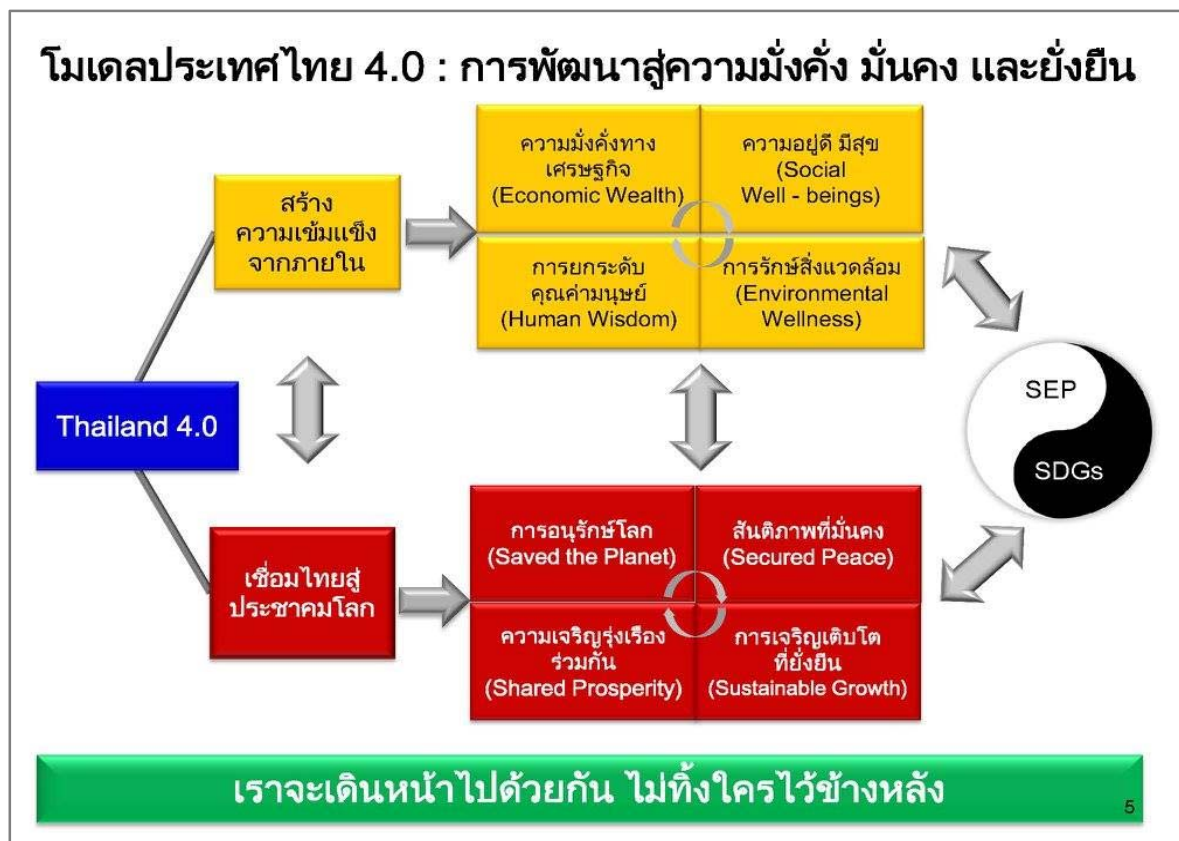 โมเดลประเทศไทย 4.0 : การพัฒนาสู่ความมั่งคั่ง มั่นคง และยั่งยืน
Thailand 4.0
สร้าง
ความเข้มแข็ง
จากภายใน
ความมั่งคั่งทาง
เศรษฐกิจ
(Economic Wealth)
ความอยู่ดี มีสุข
(Social
Well - beings)
การยกระดับ
คุณค่ามนุษย์
(Human Wisdom)
การรักษ์สิ่งแวดล้อม
(Environmental
Wellness)
เชื่อมไทยสู่
ประชาคมโลก
การอนุรักษ์โลก
(Saved the Planet)
สันติภาพที่มั่นคง
(Secured Peace)
ความเจริญรุ่งเรือง
ร่วมกัน
(Shared Prosperity)
การเจริญเติบโต
ที่ยั่งยืน
(Sustainable Growth)
SEP
SDGs
เราจะเดินหน้าไปด้วยกัน ไม่ทิ้งใครไว้ข้างหลัง
5